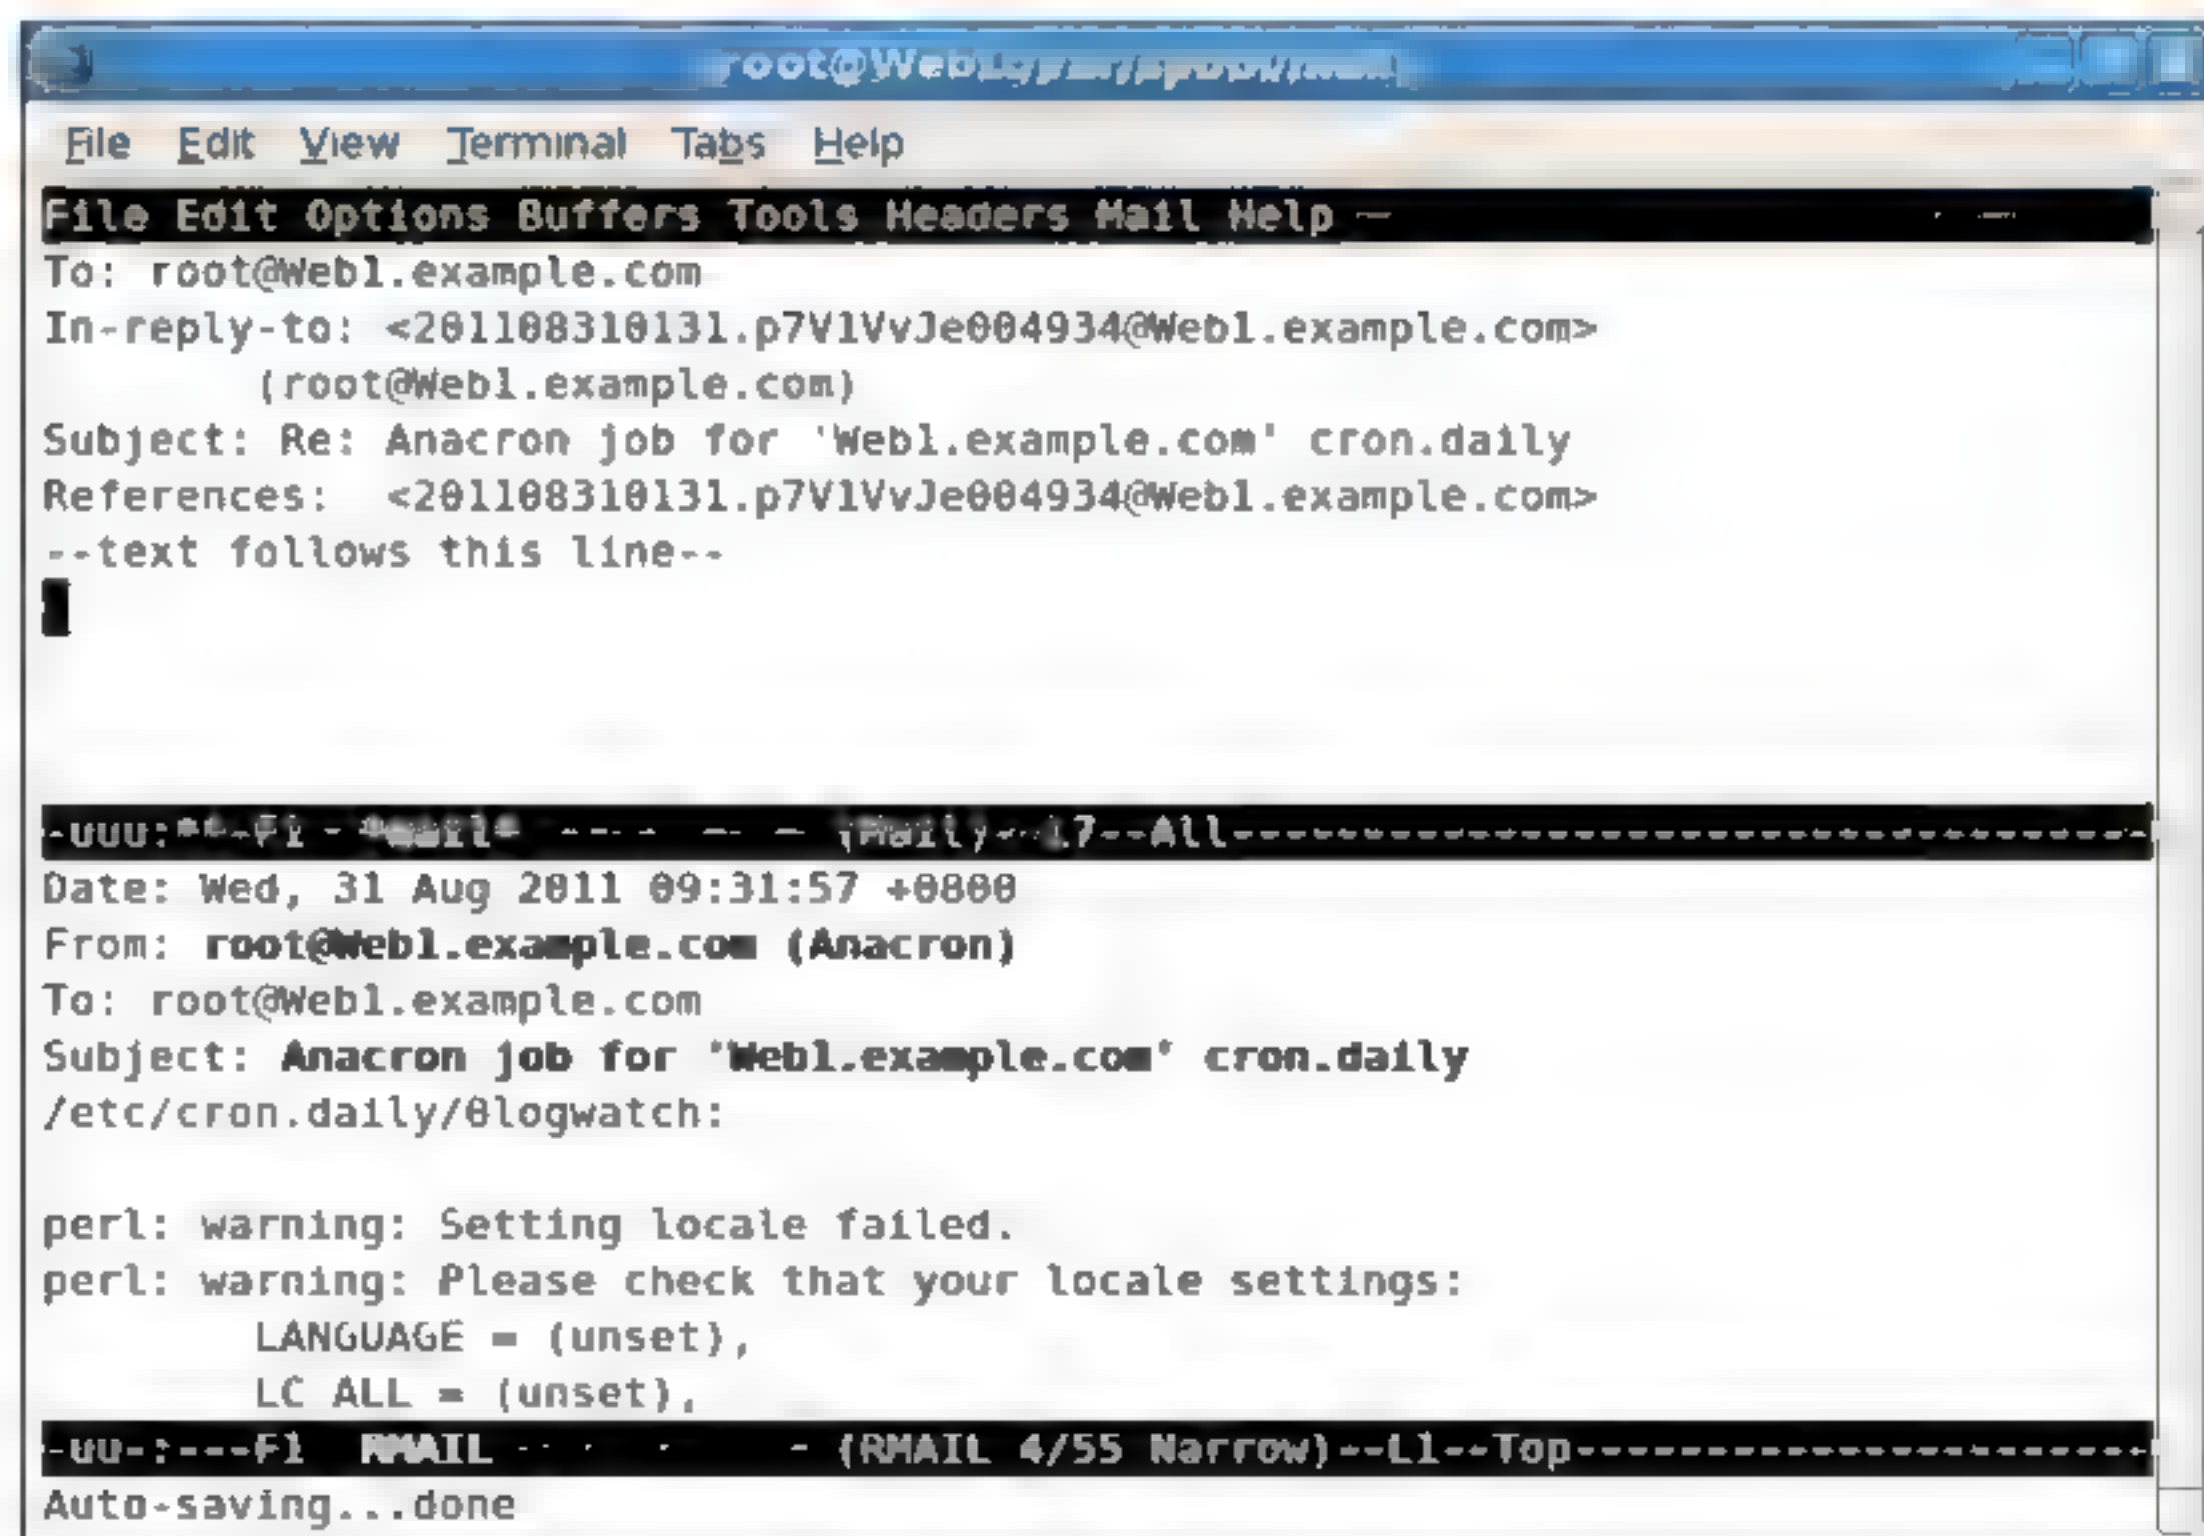 root@Web1
File Edit View Terminal Tabs Help
File Edit Options Buffers Tools Headers Mail Help
To: root@Web1.example.com
In-reply-to: <201108310131.p7V1VvJe004934@Web1.example.com>
(root@Web1.example.com)
Subject: Re: Anacron job for 'Web1.example.com' cron.daily
References: <201108310131.p7V1VvJe004934@Web1.example.com>
--text follows this line--
-uuu:**-F1 *mail* (Mail)--L7--All----------------------------------
Date: Wed, 31 Aug 2011 09:31:57 +0800
From: root@Web1.example.com (Anacron)
To: root@Web1.example.com
Subject: Anacron job for 'Web1.example.com' cron.daily
/etc/cron.daily/0logwatch:
perl: warning: Setting locale failed.
perl: warning: Please check that your locale settings:
LANGUAGE = (unset),
LC_ALL = (unset),
-uu-:---F1 RMAIL (RMAIL 4/55 Narrow)--L1--Top----------------------
Auto-saving...done